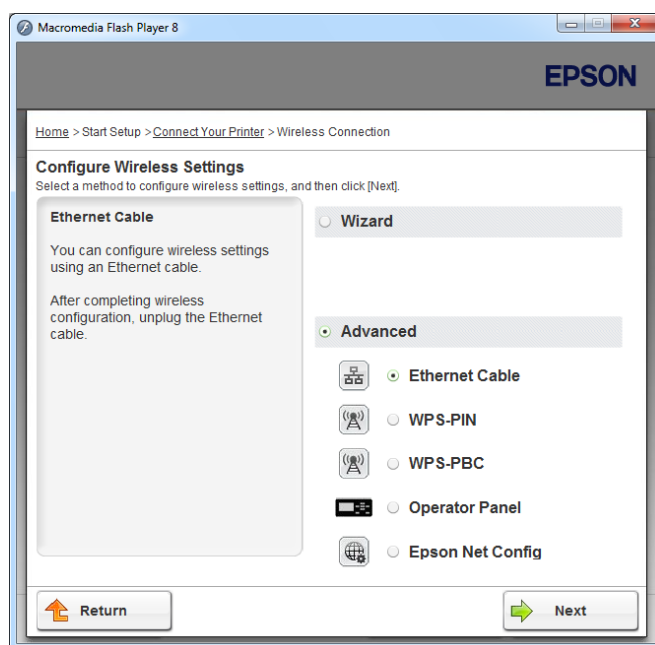 Macromedia Flash Player 8
EPSON
Home > Start Setup > Connect Your Printer > Wireless Connection
Configure Wireless Settings
Select a method to configure wireless settings, and then click [Next].
Ethernet Cable
You can configure wireless settings
using an Ethernet cable.
After completing wireless
configuration, unplug the Ethernet
cable.
Wizard
Advanced
Ethernet Cable
WPS-PIN
WPS-PBC
Operator Panel
Epson Net Config
Return
Next